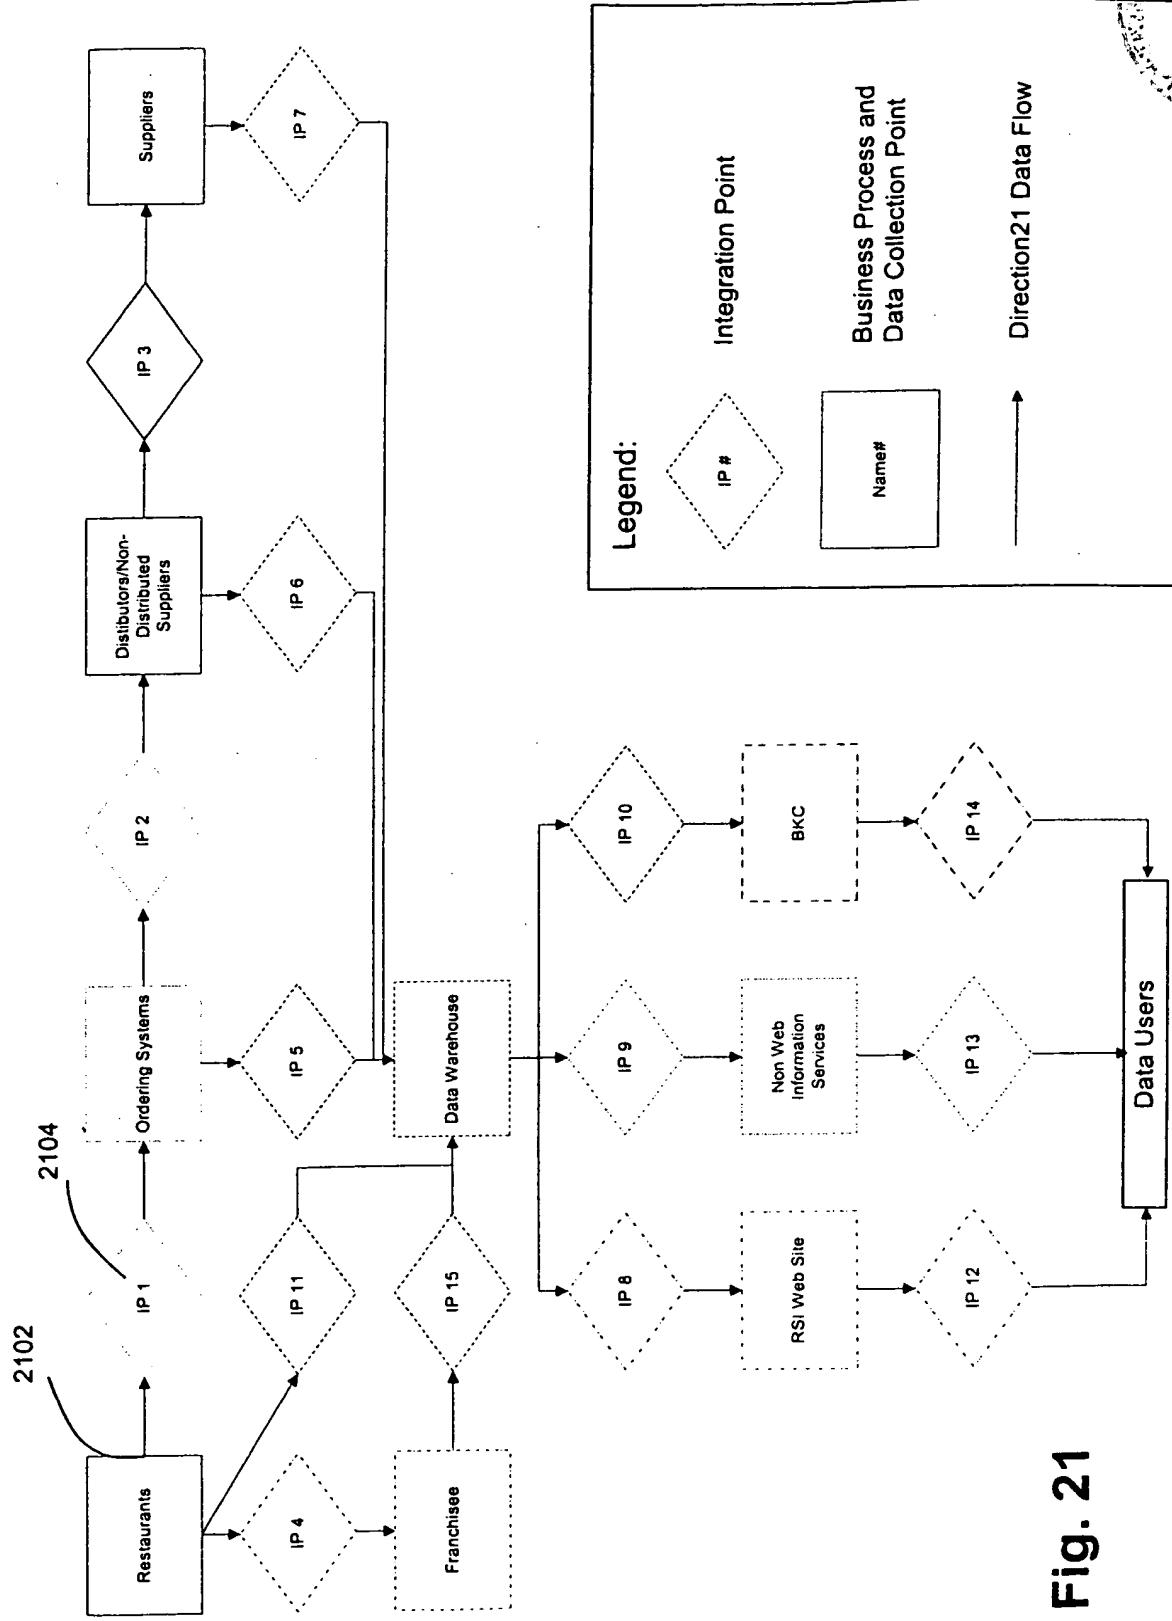 2102
2104
Restaurants
IP 1
Ordering Systems
IP 2
Distibutors/Non-
Distributed
Suppliers
IP 3
Suppliers
IP 4
IP 11
IP 5
IP 6
IP 7
Franchisee
IP 15
Data Warehouse
IP 8
IP 9
IP 10
RSI Web Site
Non Web
Information
Services
BKC
IP 12
IP 13
IP 14
Data Users
Legend:
IP #
Integration Point
Name#
Business Process and
Data Collection Point
Direction21 Data Flow
Fig. 21